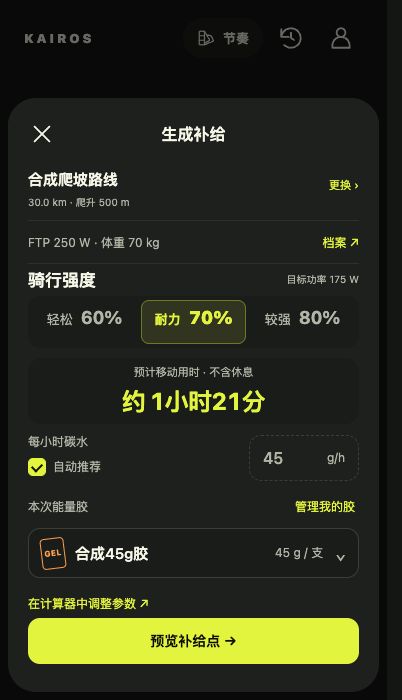 KAIROS
节奏
生成补给
合成爬坡路线
更换 ›
30.0 km · 爬升 500 m
FTP 250 W · 体重 70 kg
档案 ↗
骑行强度
目标功率 175 W
轻松 60%
耐力 70%
较强 80%
预计移动用时 · 不含休息
约 1小时21分
每小时碳水
自动推荐
45 g/h
本次能量胶
管理我的胶
GEL
合成45g胶
45 g / 支
在计算器中调整参数 ↗
预览补给点 →